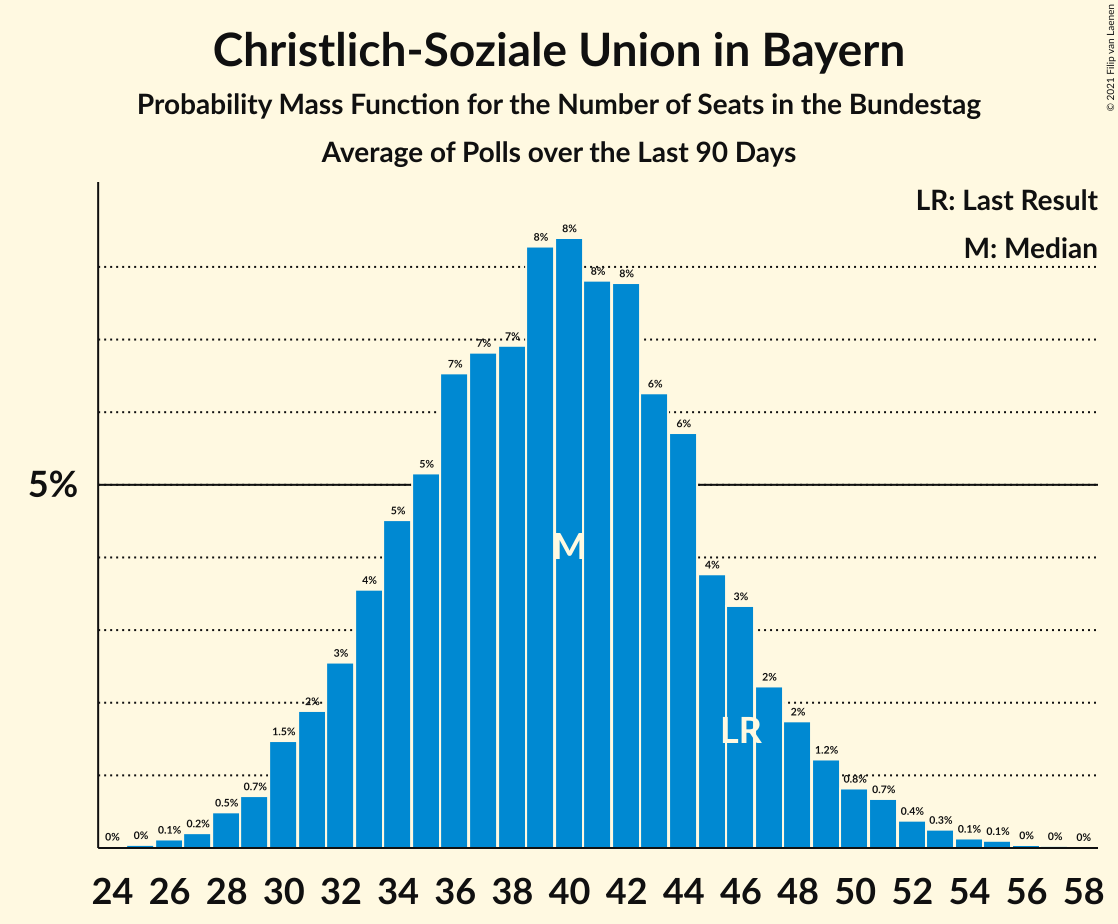 Christlich-Soziale Union in Bayern
Probability Mass Function for the Number of Seats in the Bundestag
Average of Polls over the Last 90 Days
© 2021 Filip van Laenen
LR: Last Result
M: Median
5%
0% 0% 0.1% 0.2% 0.5% 0.7% 1.5% 2% 3% 4% 5% 5% 7% 7% 7% 8% 8% 8% 8% 6% 6% 4% 3% 2% 2% 1.2% 0.8% 0.7% 0.4% 0.3% 0.1% 0.1% 0% 0% 0%
M
LR
24 26 28 30 32 34 36 38 40 42 44 46 48 50 52 54 56 58